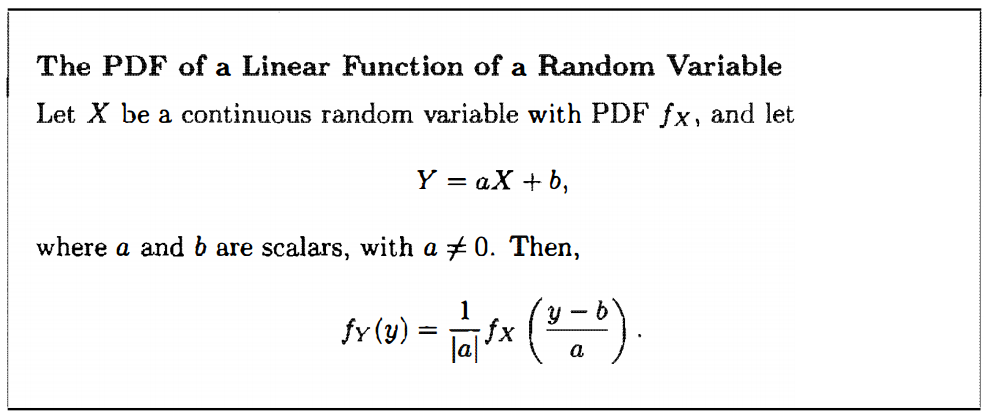 The PDF of a Linear Function of a Random Variable
Let X be a continuous random variable with PDF f_X, and let
Y = aX + b,
where a and b are scalars, with a ≠ 0. Then,
f_Y(y) = \frac{1}{|a|} f_X \left( \frac{y - b}{a} \right).